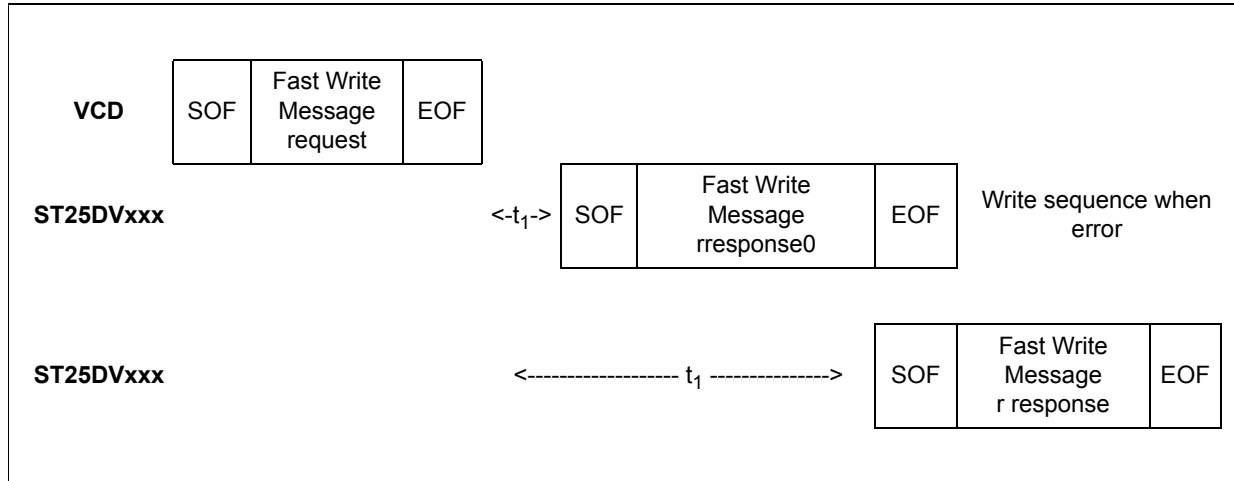 VCD
SOF
Fast Write
Message
request
EOF
ST25DVxxx
<-t1->
SOF
Fast Write
Message
rresponse0
EOF
Write sequence when
error
ST25DVxxx
<------------------- t1 --------------->
SOF
Fast Write
Message
r response
EOF